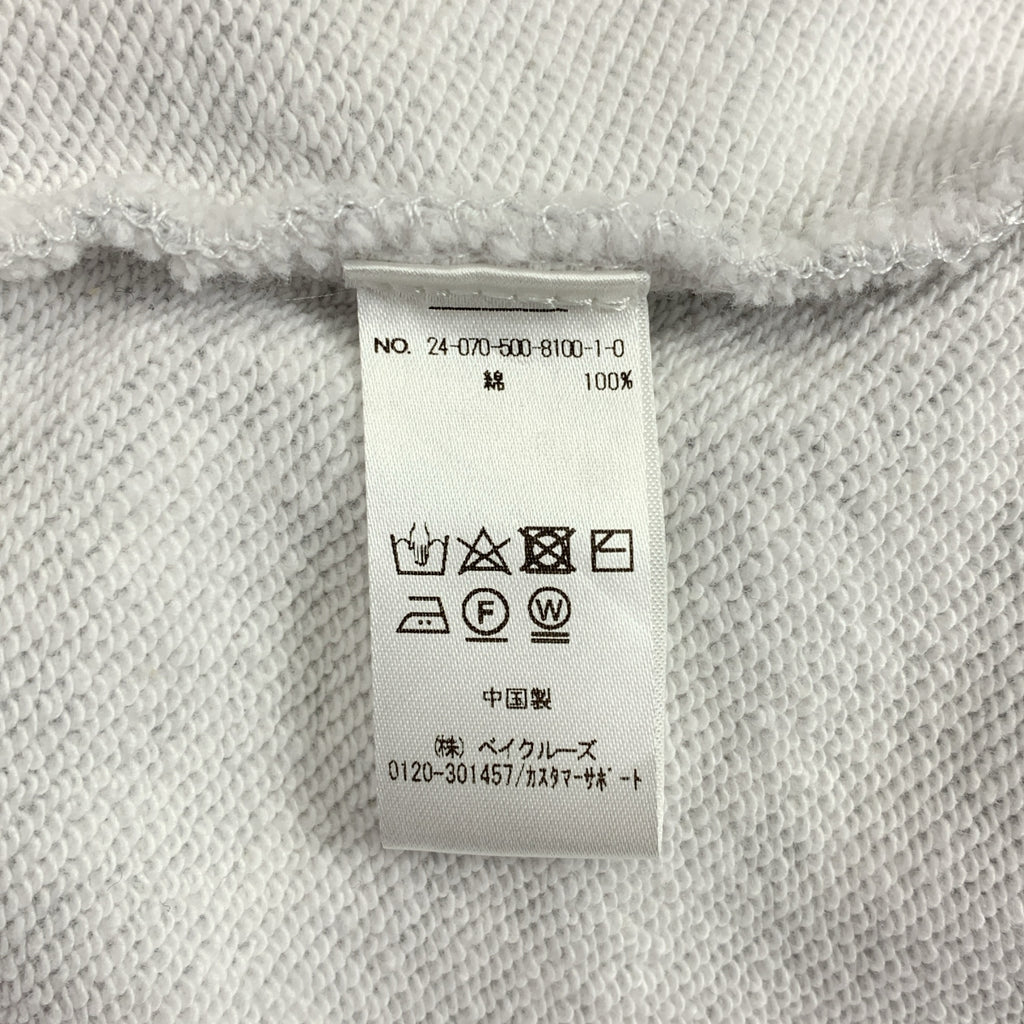 NO. 24-070-500-8100-1-0
綿 100%
F W
中国製
(株) ベイクルーズ
0120-301457/カスタマーサポート